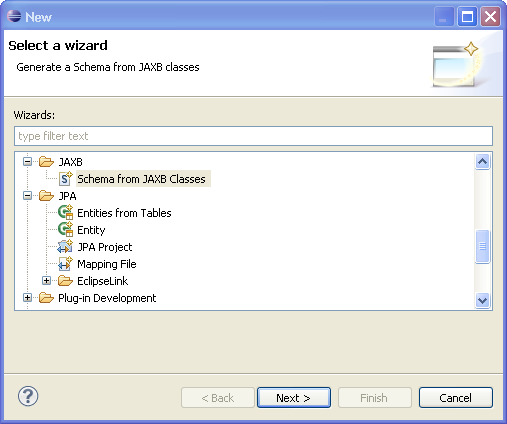 New
Select a wizard
Generate a Schema from JAXB classes
Wizards:
type filter text
JAXB
Schema from JAXB Classes
JPA
Entities from Tables
Entity
JPA Project
Mapping File
EclipseLink
Plug-in Development
< Back Next > Finish Cancel